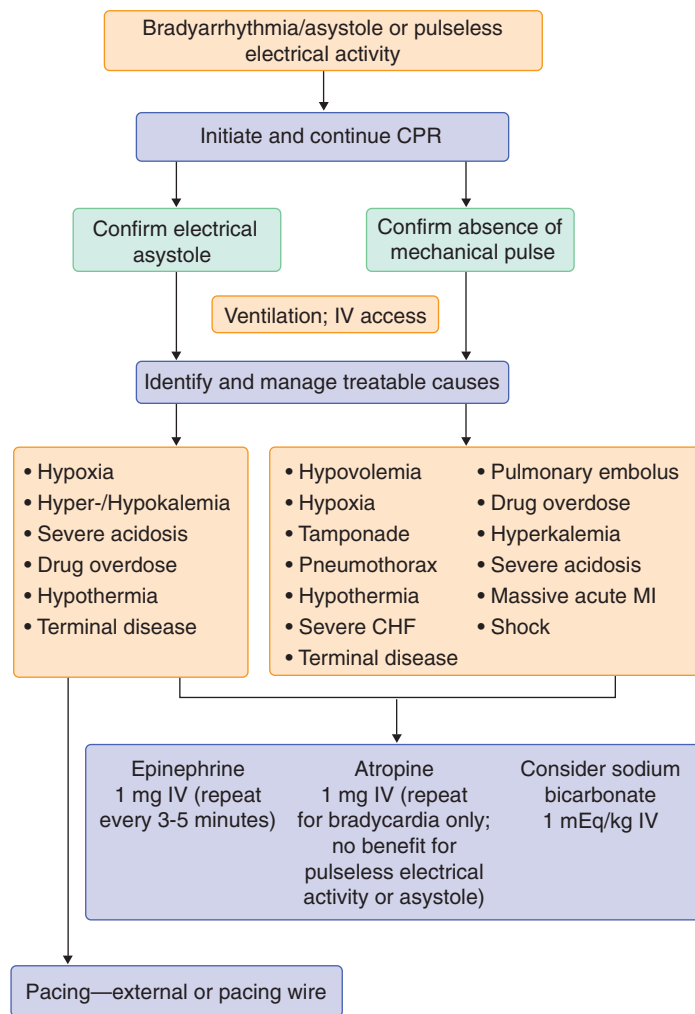 Bradyarrhythmia/asystole or pulseless
electrical activity
Initiate and continue CPR
Confirm electrical
asystole
Confirm absence of
mechanical pulse
Ventilation; IV access
Identify and manage treatable causes
• Hypoxia
• Hyper-/Hypokalemia
• Severe acidosis
• Drug overdose
• Hypothermia
• Terminal disease
• Hypovolemia
• Hypoxia
• Tamponade
• Pneumothorax
• Hypothermia
• Severe CHF
• Terminal disease
• Pulmonary embolus
• Drug overdose
• Hyperkalemia
• Severe acidosis
• Massive acute MI
• Shock
Epinephrine
1 mg IV (repeat
every 3-5 minutes)
Atropine
1 mg IV (repeat
for bradycardia only;
no benefit for
pulseless electrical
activity or asystole)
Consider sodium
bicarbonate
1 mEq/kg IV
Pacing—external or pacing wire